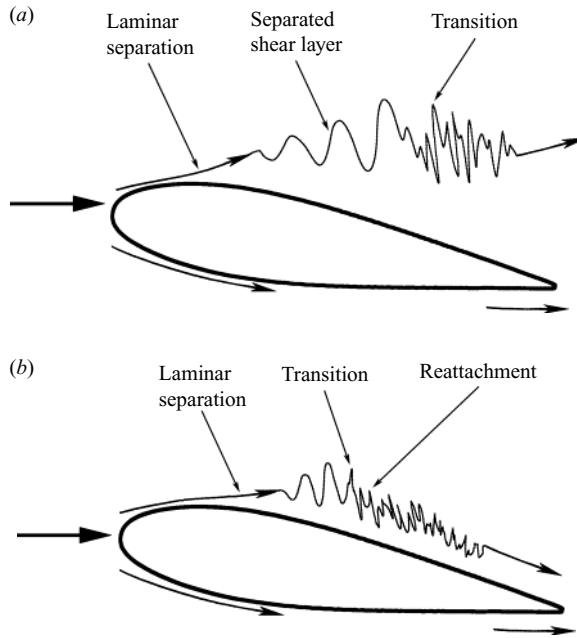 (a)
Laminar
separation
Separated
shear layer
Transition
(b)
Laminar
separation
Transition
Reattachment